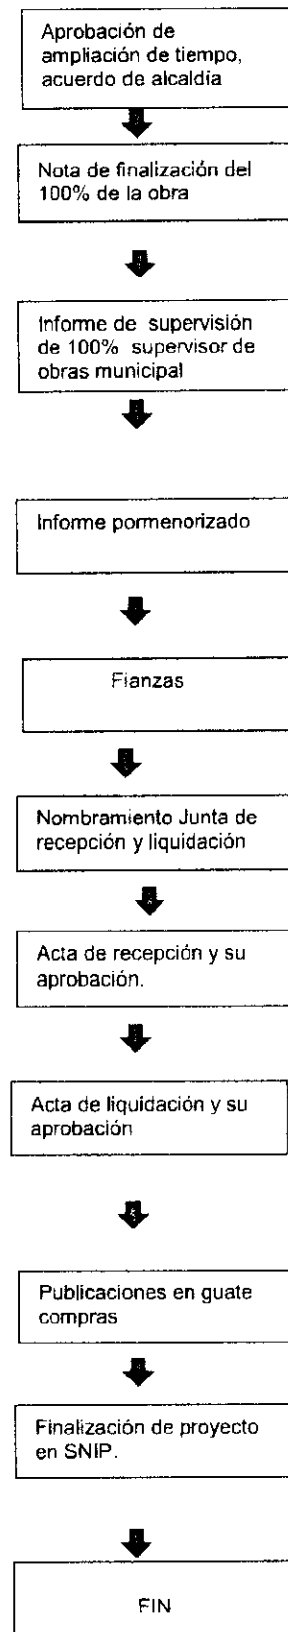 Aprobación de
ampliación de tiempo,
acuerdo de alcaldía
Nota de finalización del
100% de la obra
Informe de supervisión
de 100% supervisor de
obras municipal
Informe pormenorizado
Fianzas
Nombramiento Junta de
recepción y liquidación
Acta de recepción y su
aprobación.
Acta de liquidación y su
aprobación
Publicaciones en guate
compras
Finalización de proyecto
en SNIP.
FIN